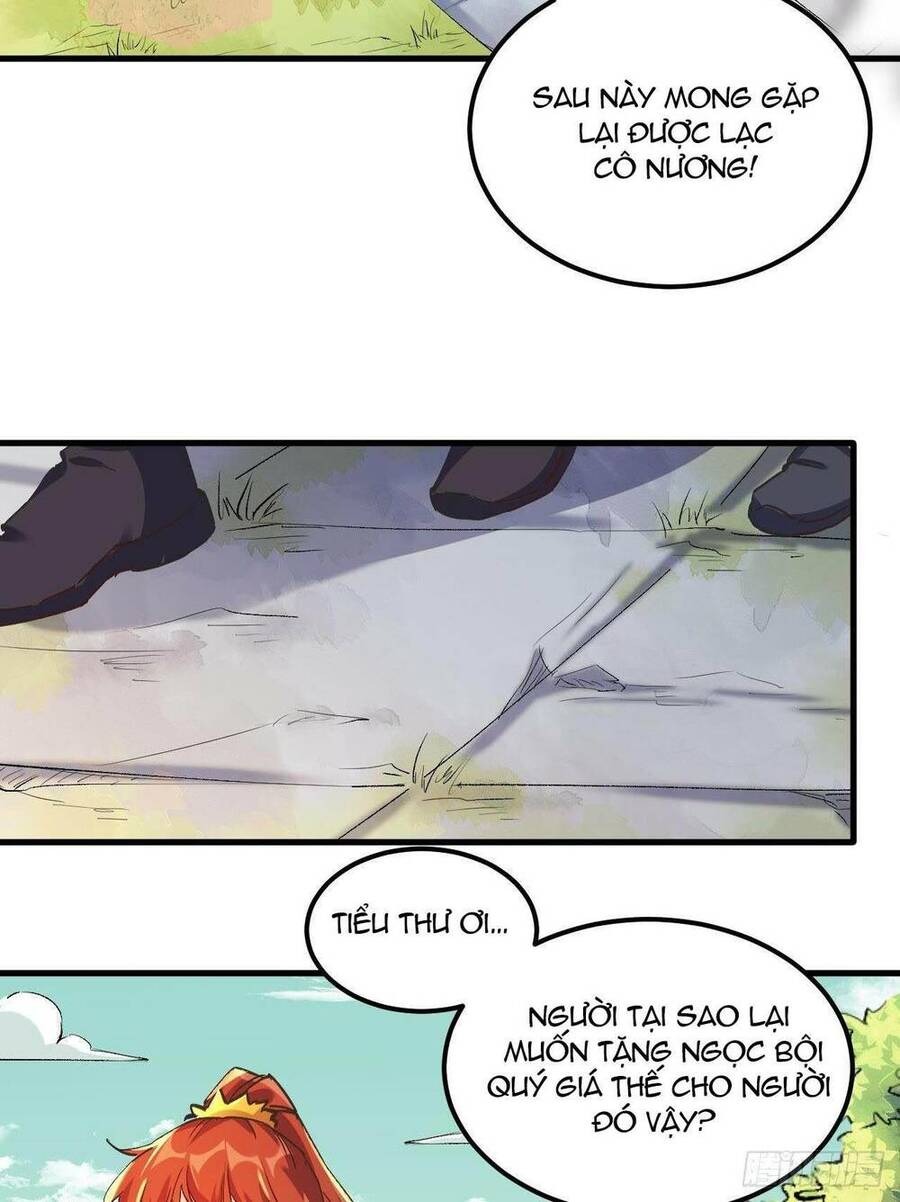 SAU NÀY MONG GẶP
LẠI ĐƯỢC LẠC
CÔ NƯƠNG!
TIỂU THƯ ƠI...
NGƯỜI TẠI SAO LẠI
MUỐN TẶNG NGỌC BỘI
QUÝ GIÁ THẾ CHO NGƯỜI
ĐÓ VẬY?